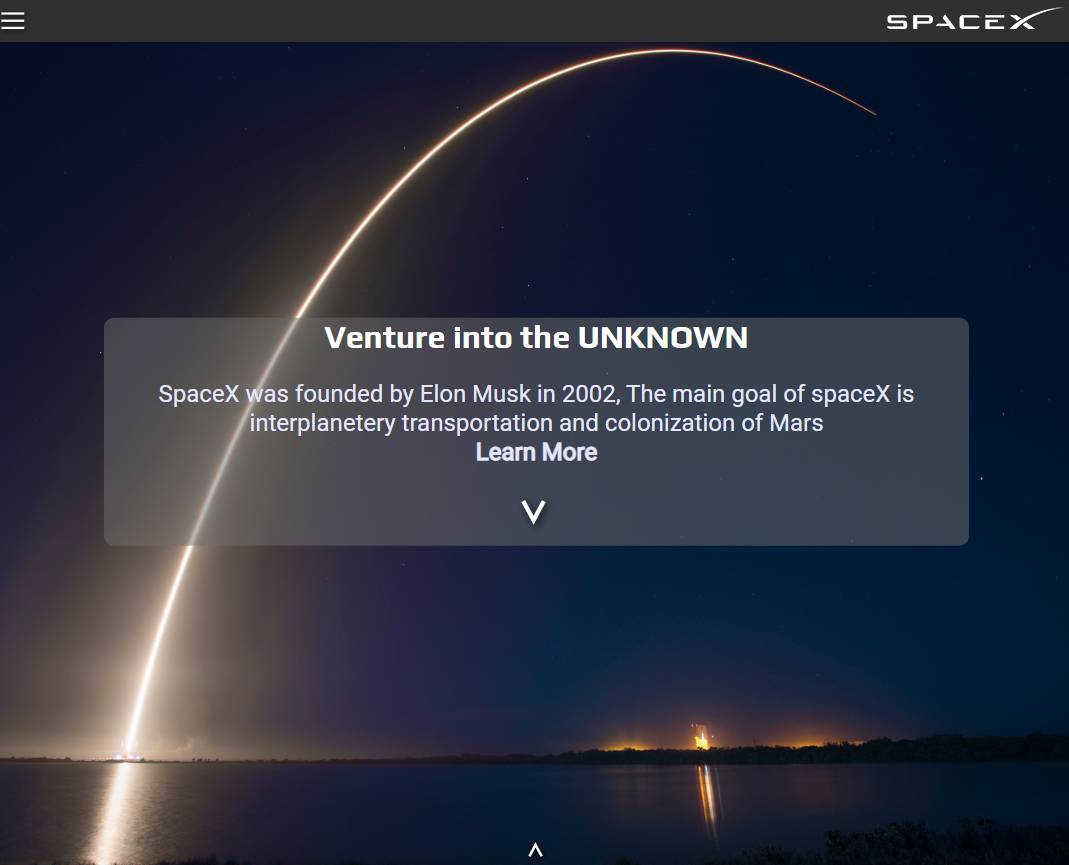 SPACEX
Venture into the UNKNOWN
SpaceX was founded by Elon Musk in 2002, The main goal of spaceX is
interplanetery transportation and colonization of Mars
Learn More